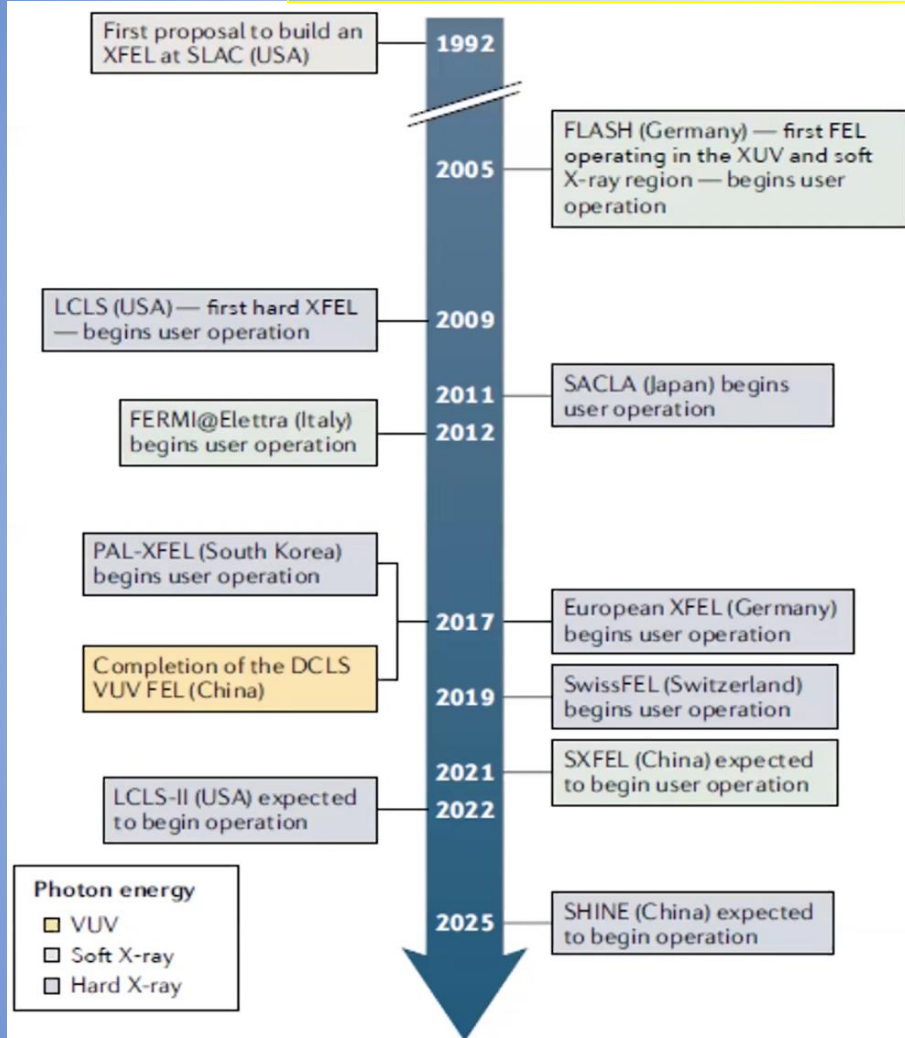 First proposal to build an
XFEL at SLAC (USA)
1992
FLASH (Germany) — first FEL
operating in the XUV and soft
X-ray region — begins user
operation
2005
LCLS (USA) — first hard XFEL
— begins user operation
2009
2011
SACLA (Japan) begins
user operation
FERMI@Elettra (Italy)
begins user operation
2012
PAL-XFEL (South Korea)
begins user operation
2017
European XFEL (Germany)
begins user operation
Completion of the DCLS
VUV FEL (China)
2019
SwissFEL (Switzerland)
begins user operation
2021
SXFEL (China) expected
to begin user operation
LCLS-II (USA) expected
to begin operation
2022
Photon energy
VUV
Soft X-ray
Hard X-ray
2025
SHINE (China) expected
to begin operation